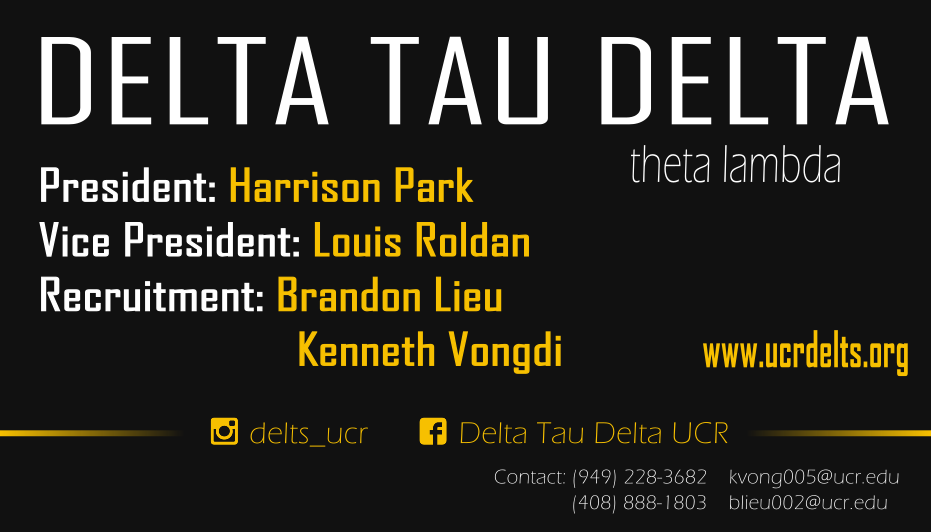 DELTA TAU DELTA
theta lambda
President: Harrison Park
Vice President: Louis Roldan
Recruitment: Brandon Lieu
Kenneth Vongdi
www.ucrdelts.org
delts_ucr Delta Tau Delta UCR
Contact: (949) 228-3682 kvong005@ucr.edu
(408) 888-1803 blieu002@ucr.edu